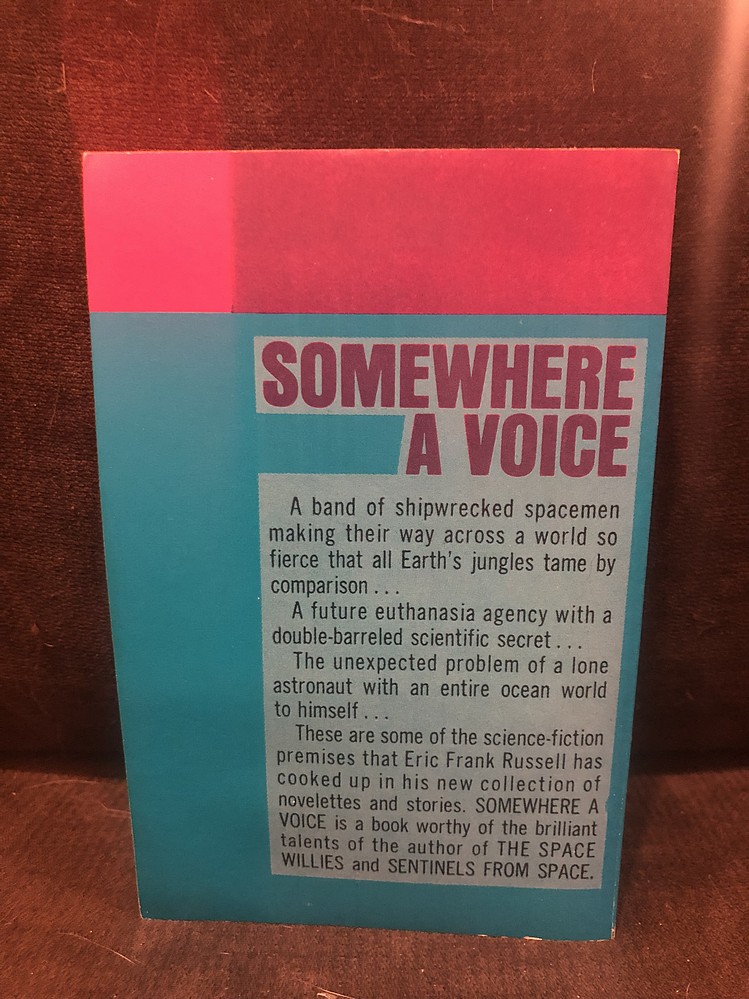 SOMEWHERE
A VOICE
A band of shipwrecked spacemen
making their way across a world so
fierce that all Earth's jungles tame by
comparison...
A future euthanasia agency with a
double-barreled scientific secret...
The unexpected problem of a lone
astronaut with an entire ocean world
to himself...
These are some of the science-fiction
premises that Eric Frank Russell has
cooked up in his new collection of
novelettes and stories. SOMEWHERE A
VOICE is a book worthy of the brilliant
talents of the author of THE SPACE
WILLIES and SENTINELS FROM SPACE.